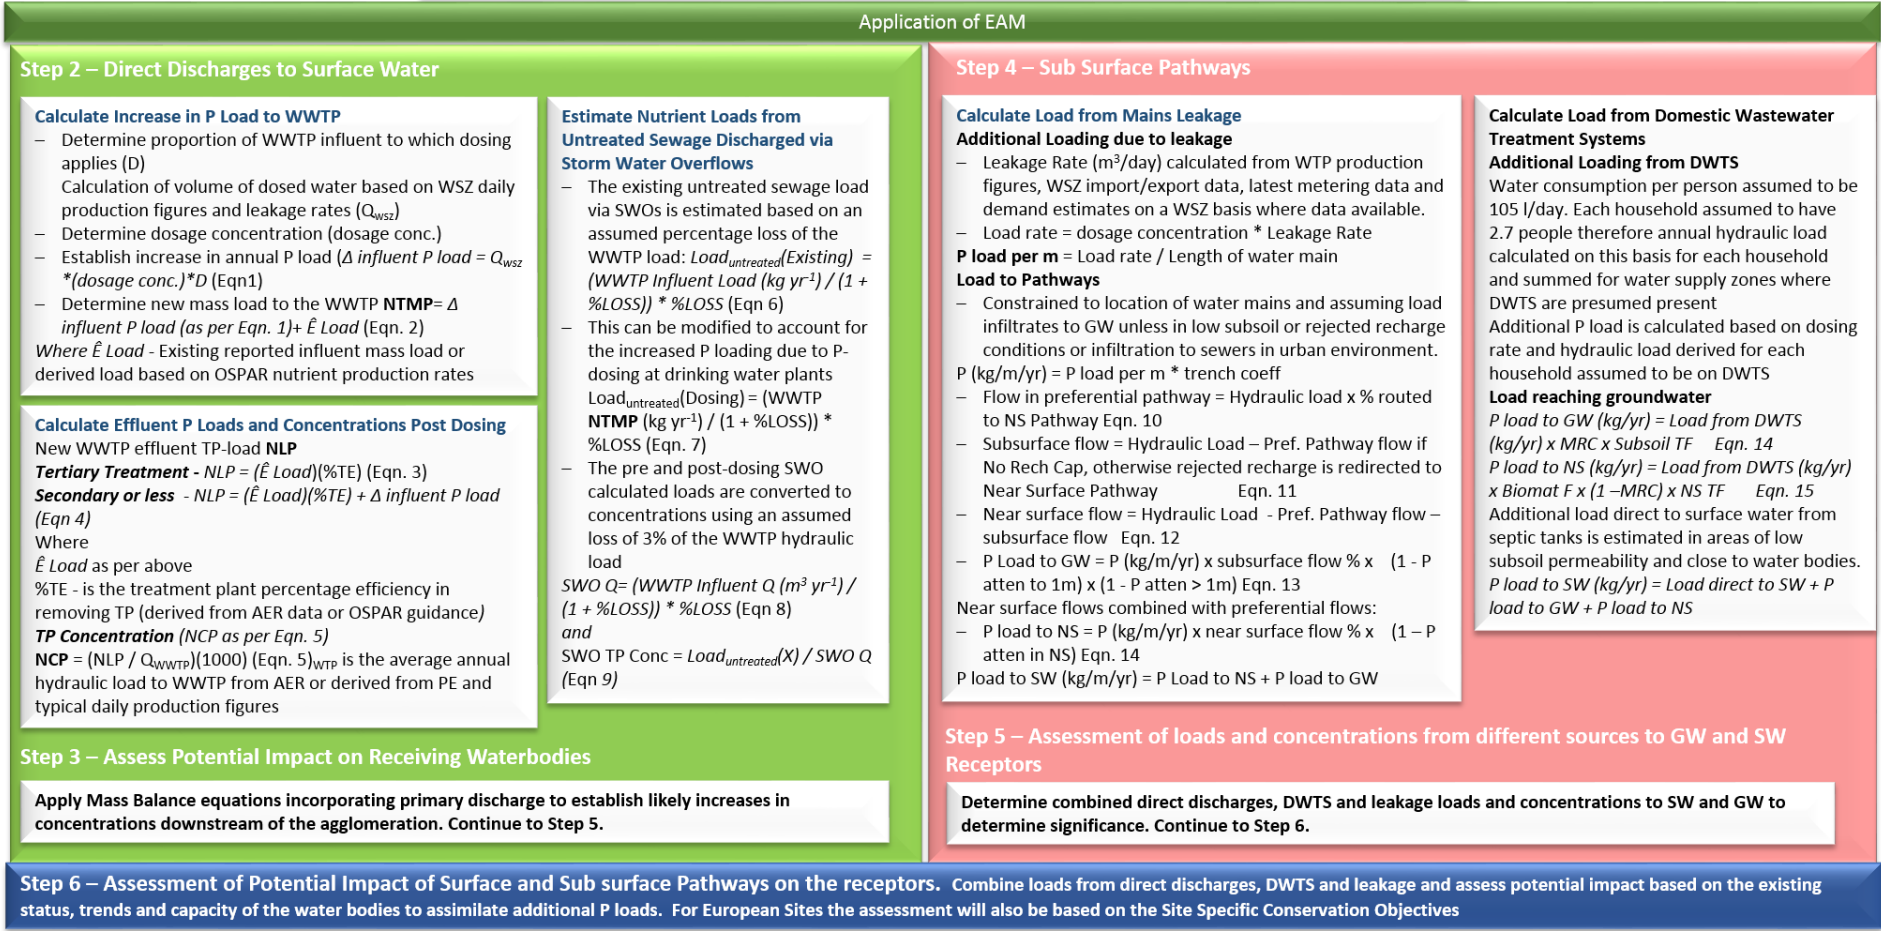 Application of EAM
Step 2 – Direct Discharges to Surface Water
Calculate Increase in P Load to WWTP
– Determine proportion of WWTP influent to which dosing
applies (D)
Calculation of volume of dosed water based on WSZ daily
production figures and leakage rates (Qwsz)
– Determine dosage concentration (dosage conc.)
– Establish increase in annual P load (Δ influent P load = Qwsz
*(dosage conc.)*D (Eqn1)
– Determine new mass load to the WWTP NTMP= Δ
influent P load (as per Eqn. 1)+ Ê Load (Eqn. 2)
Where Ê Load - Existing reported influent mass load or
derived load based on OSPAR nutrient production rates
Calculate Effluent P Loads and Concentrations Post Dosing
New WWTP effluent TP-load NLP
Tertiary Treatment - NLP = (Ê Load)(%TE) (Eqn. 3)
Secondary or less - NLP = (Ê Load)(%TE) + Δ influent P load
(Eqn 4)
Where
Ê Load as per above
%TE - is the treatment plant percentage efficiency in
removing TP (derived from AER data or OSPAR guidance)
TP Concentration (NCP as per Eqn. 5)
NCP = (NLP / QWWTP)(1000) (Eqn. 5)WTP is the average annual
hydraulic load to WWTP from AER or derived from PE and
typical daily production figures
Estimate Nutrient Loads from
Untreated Sewage Discharged via
Storm Water Overflows
– The existing untreated sewage load
via SWOs is estimated based on an
assumed percentage loss of the
WWTP load: Loaduntreated(Existing) =
(WWTP Influent Load (kg yr-1) / (1 +
%LOSS)) * %LOSS (Eqn 6)
– This can be modified to account for
the increased P loading due to P-
dosing at drinking water plants
Loaduntreated(Dosing) = (WWTP
NTMP (kg yr-1) / (1 + %LOSS)) *
%LOSS (Eqn. 7)
– The pre and post-dosing SWO
calculated loads are converted to
concentrations using an assumed
loss of 3% of the WWTP hydraulic
load
SWO Q= (WWTP Influent Q (m3 yr-1) /
(1 + %LOSS)) * %LOSS (Eqn 8)
and
SWO TP Conc = Loaduntreated(X) / SWO Q
(Eqn 9)
Step 3 – Assess Potential Impact on Receiving Waterbodies
Apply Mass Balance equations incorporating primary discharge to establish likely increases in
concentrations downstream of the agglomeration. Continue to Step 5.
Step 4 – Sub Surface Pathways
Calculate Load from Mains Leakage
Additional Loading due to leakage
– Leakage Rate (m3/day) calculated from WTP production
figures, WSZ import/export data, latest metering data and
demand estimates on a WSZ basis where data available.
– Load rate = dosage concentration * Leakage Rate
P load per m = Load rate / Length of water main
Load to Pathways
– Constrained to location of water mains and assuming load
infiltrates to GW unless in low subsoil or rejected recharge
conditions or infiltration to sewers in urban environment.
P (kg/m/yr) = P load per m * trench coeff
– Flow in preferential pathway = Hydraulic load x % routed
to NS Pathway Eqn. 10
– Subsurface flow = Hydraulic Load – Pref. Pathway flow if
No Rech Cap, otherwise rejected recharge is redirected to
Near Surface Pathway Eqn. 11
– Near surface flow = Hydraulic Load - Pref. Pathway flow –
subsurface flow Eqn. 12
– P Load to GW = P (kg/m/yr) x subsurface flow % x (1 - P
atten to 1m) x (1 - P atten > 1m) Eqn. 13
Near surface flows combined with preferential flows:
– P load to NS = P (kg/m/yr) x near surface flow % x (1 – P
atten in NS) Eqn. 14
P load to SW (kg/m/yr) = P Load to NS + P load to GW
Calculate Load from Domestic Wastewater
Treatment Systems
Additional Loading from DWTS
Water consumption per person assumed to be
105 l/day. Each household assumed to have
2.7 people therefore annual hydraulic load
calculated on this basis for each household
and summed for water supply zones where
DWTS are presumed present
Additional P load is calculated based on dosing
rate and hydraulic load derived for each
household assumed to be on DWTS
Load reaching groundwater
P load to GW (kg/yr) = Load from DWTS
(kg/yr) x MRC x Subsoil TF Eqn. 14
P load to NS (kg/yr) = Load from DWTS (kg/yr)
x Biomat F x (1 –MRC) x NS TF Eqn. 15
Additional load direct to surface water from
septic tanks is estimated in areas of low
subsoil permeability and close to water bodies.
P load to SW (kg/yr) = Load direct to SW + P
load to GW + P load to NS
Step 5 – Assessment of loads and concentrations from different sources to GW and SW
Receptors
Determine combined direct discharges, DWTS and leakage loads and concentrations to SW and GW to
determine significance. Continue to Step 6.
Step 6 – Assessment of Potential Impact of Surface and Sub surface Pathways on the receptors. Combine loads from direct discharges, DWTS and leakage and assess potential impact based on the existing
status, trends and capacity of the water bodies to assimilate additional P loads. For European Sites the assessment will also be based on the Site Specific Conservation Objectives